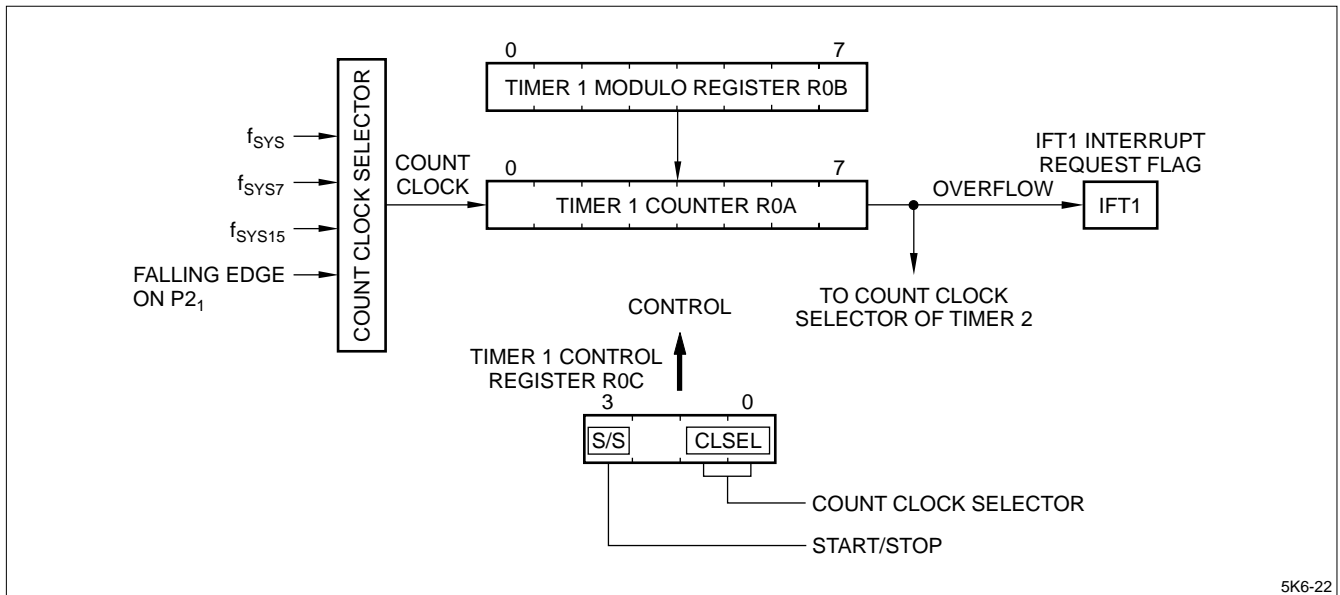 0 7
TIMER 1 MODULO REGISTER R0B
COUNT CLOCK SELECTOR
fSYS
fSYS7
fSYS15
FALLING EDGE
ON P21
COUNT
CLOCK
0 7
TIMER 1 COUNTER R0A
OVERFLOW
IFT1 INTERRUPT
REQUEST FLAG
IFT1
TO COUNT CLOCK
SELECTOR OF TIMER 2
CONTROL
TIMER 1 CONTROL
REGISTER R0C
3 0
S/S CLSEL
COUNT CLOCK SELECTOR
START/STOP
5K6-22